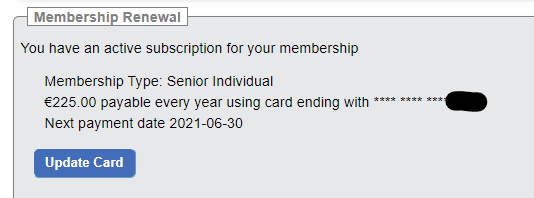 Membership Renewal
You have an active subscription for your membership
Membership Type: Senior Individual
€225.00 payable every year using card ending with **** **** ****
Next payment date 2021-06-30
Update Card